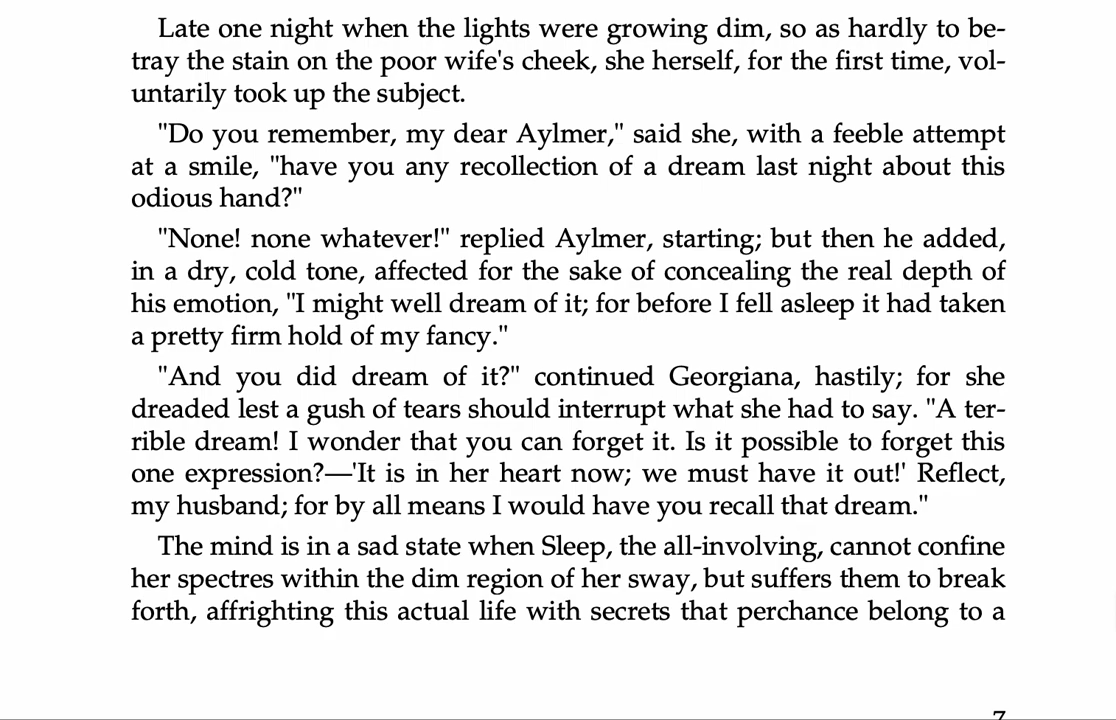 Late one night when the lights were growing dim, so as hardly to be-
tray the stain on the poor wife's cheek, she herself, for the first time, vol-
untarily took up the subject.
"Do you remember, my dear Aylmer," said she, with a feeble attempt
at a smile, "have you any recollection of a dream last night about this
odious hand?"
"None! none whatever!" replied Aylmer, starting; but then he added,
in a dry, cold tone, affected for the sake of concealing the real depth of
his emotion, "I might well dream of it; for before I fell asleep it had taken
a pretty firm hold of my fancy."
"And you did dream of it?" continued Georgiana, hastily; for she
dreaded lest a gush of tears should interrupt what she had to say. "A ter-
rible dream! I wonder that you can forget it. Is it possible to forget this
one expression?—'It is in her heart now; we must have it out!' Reflect,
my husband; for by all means I would have you recall that dream."
The mind is in a sad state when Sleep, the all-involving, cannot confine
her spectres within the dim region of her sway, but suffers them to break
forth, affrighting this actual life with secrets that perchance belong to a
7